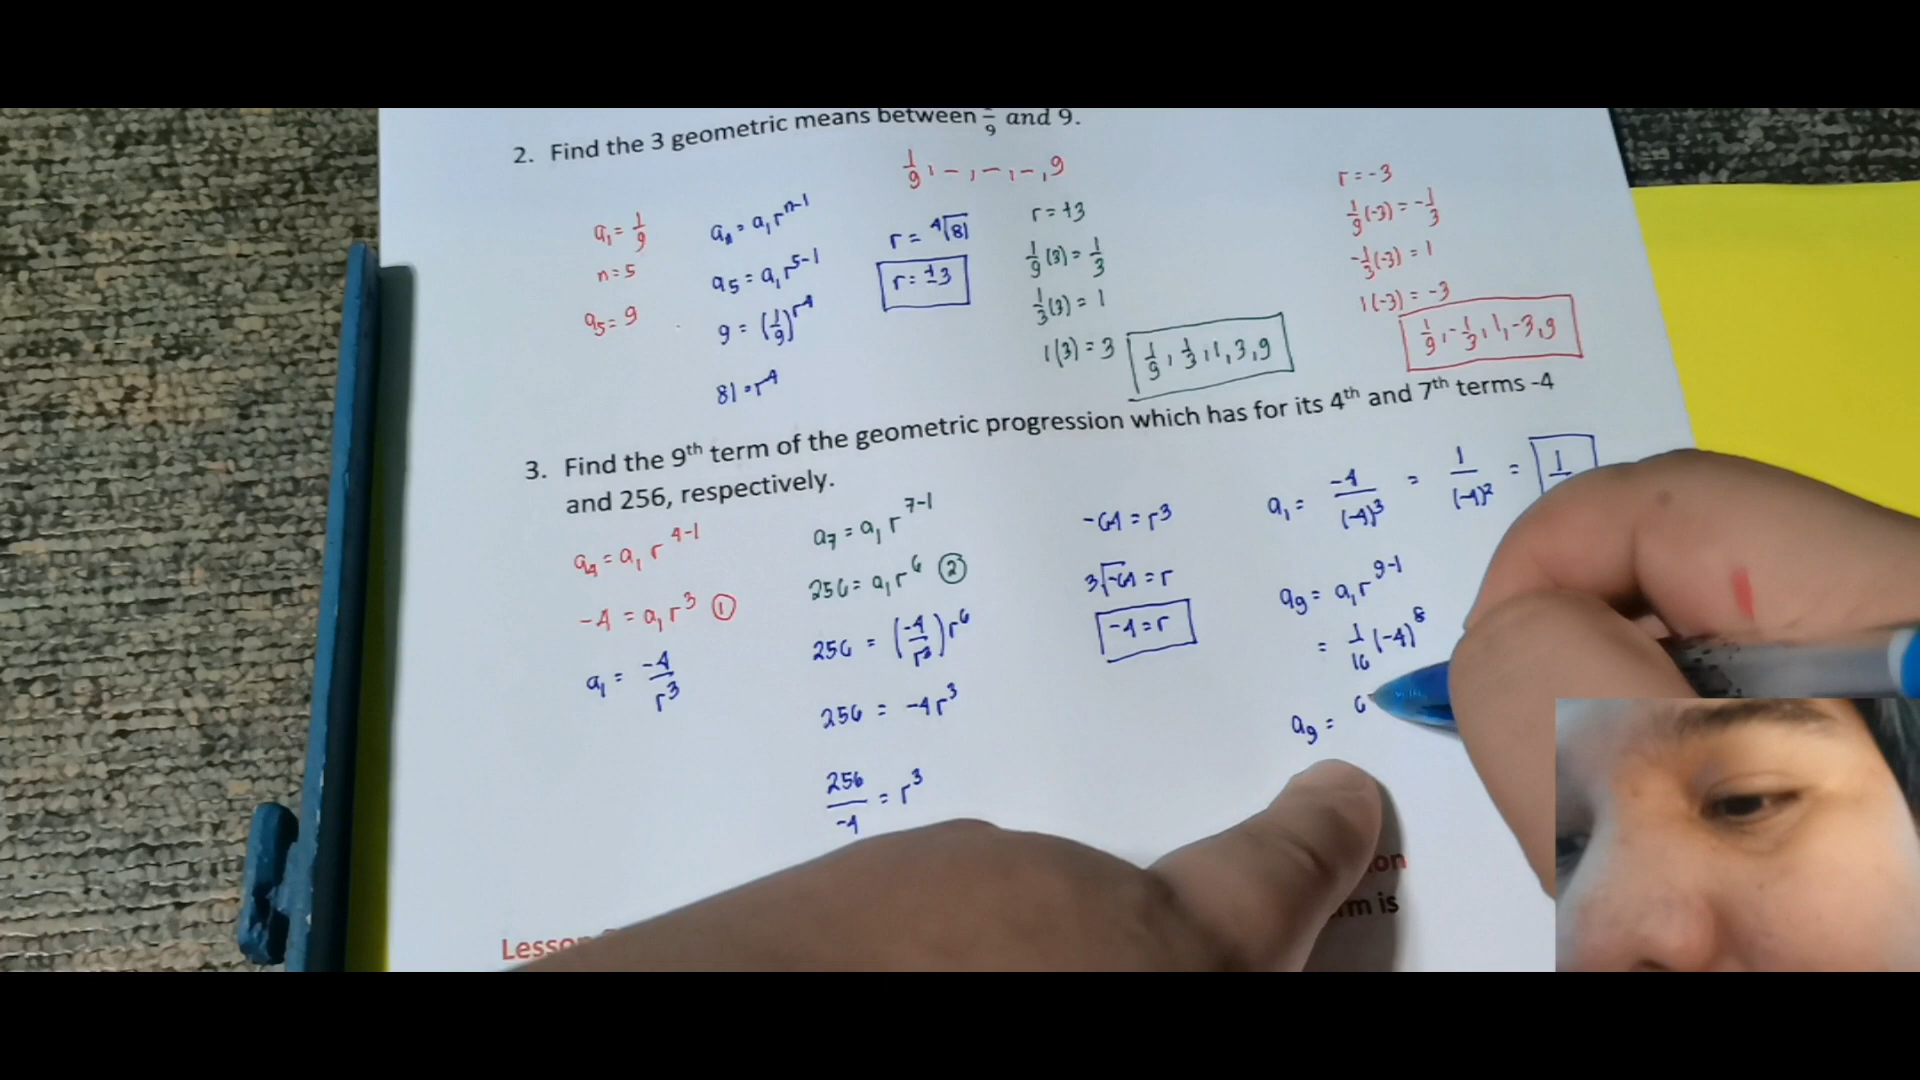 2. Find the 3 geometric means between 1/9 and 9.
1/9, _, _, _, 9
a₁ = 1/9
n = 5
a₅ = 9
aₙ = a₁rⁿ⁻¹
a₅ = a₁r⁵⁻¹
9 = (1/9)r⁴
81 = r⁴
r = ⁴√81
r = ±3
r = +3
1/9 (3) = 1/3
1/3 (3) = 1
1(3) = 3
1/9, 1/3, 1, 3, 9
r = -3
1/9 (-3) = -1/3
-1/3 (-3) = 1
1(-3) = -3
1/9, -1/3, 1, -3, 9
3. Find the 9th term of the geometric progression which has for its 4th and 7th terms -4
and 256, respectively.
a₄ = a₁r⁴⁻¹
-4 = a₁r³ ①
a₁ = -4/r³
a₇ = a₁r⁷⁻¹
256 = a₁r⁶ ②
256 = (-4/r³)r⁶
256 = -4r³
256/-4 = r³
-64 = r³
3√-64 = r
-4 = r
a₁ = -4/(-4)³ = 1/(-4)² = 1
a₉ = a₁r⁹⁻¹
= 1/16 (-4)⁸
a₉ =
on
rm is